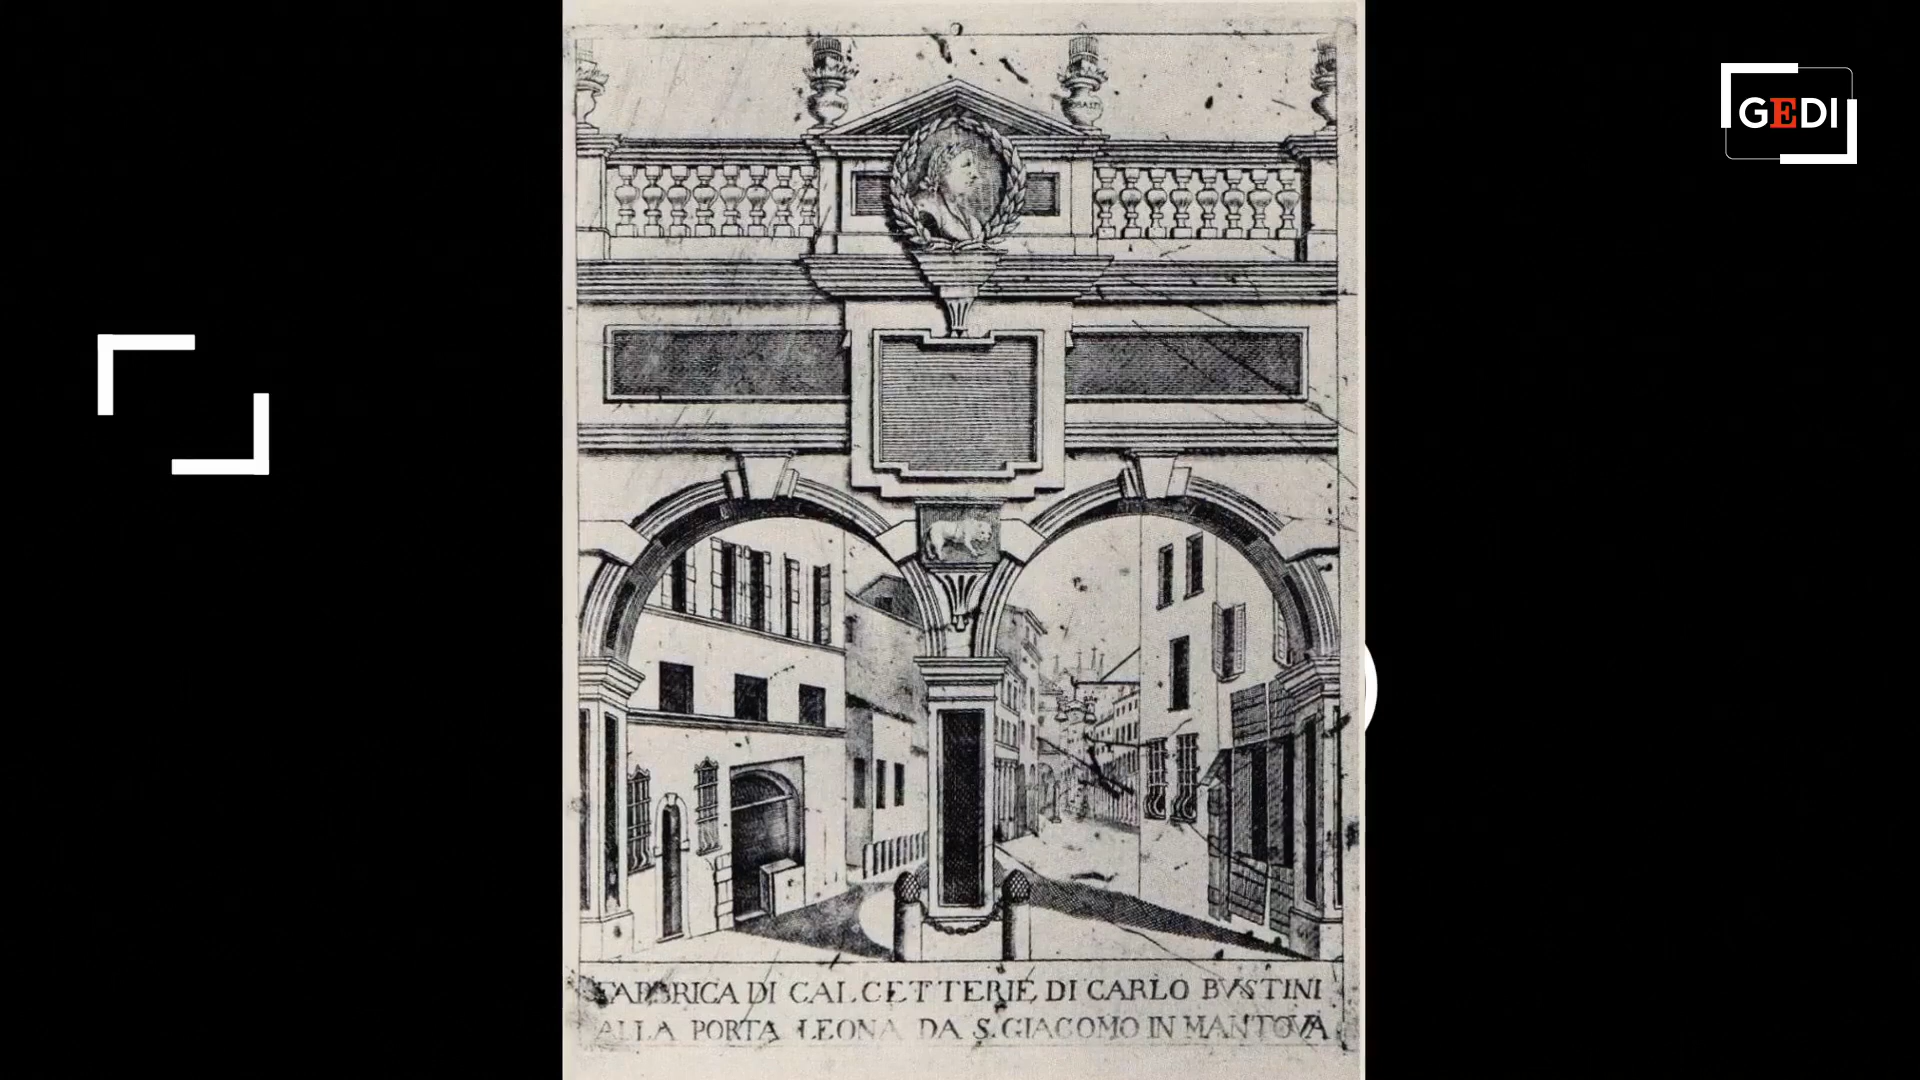 GEDI
FABBRICA DI CALCETTERIE DI CARLO BVSTINI
ALLA PORTA LEONA DA S. GIACOMO IN MANTOVA